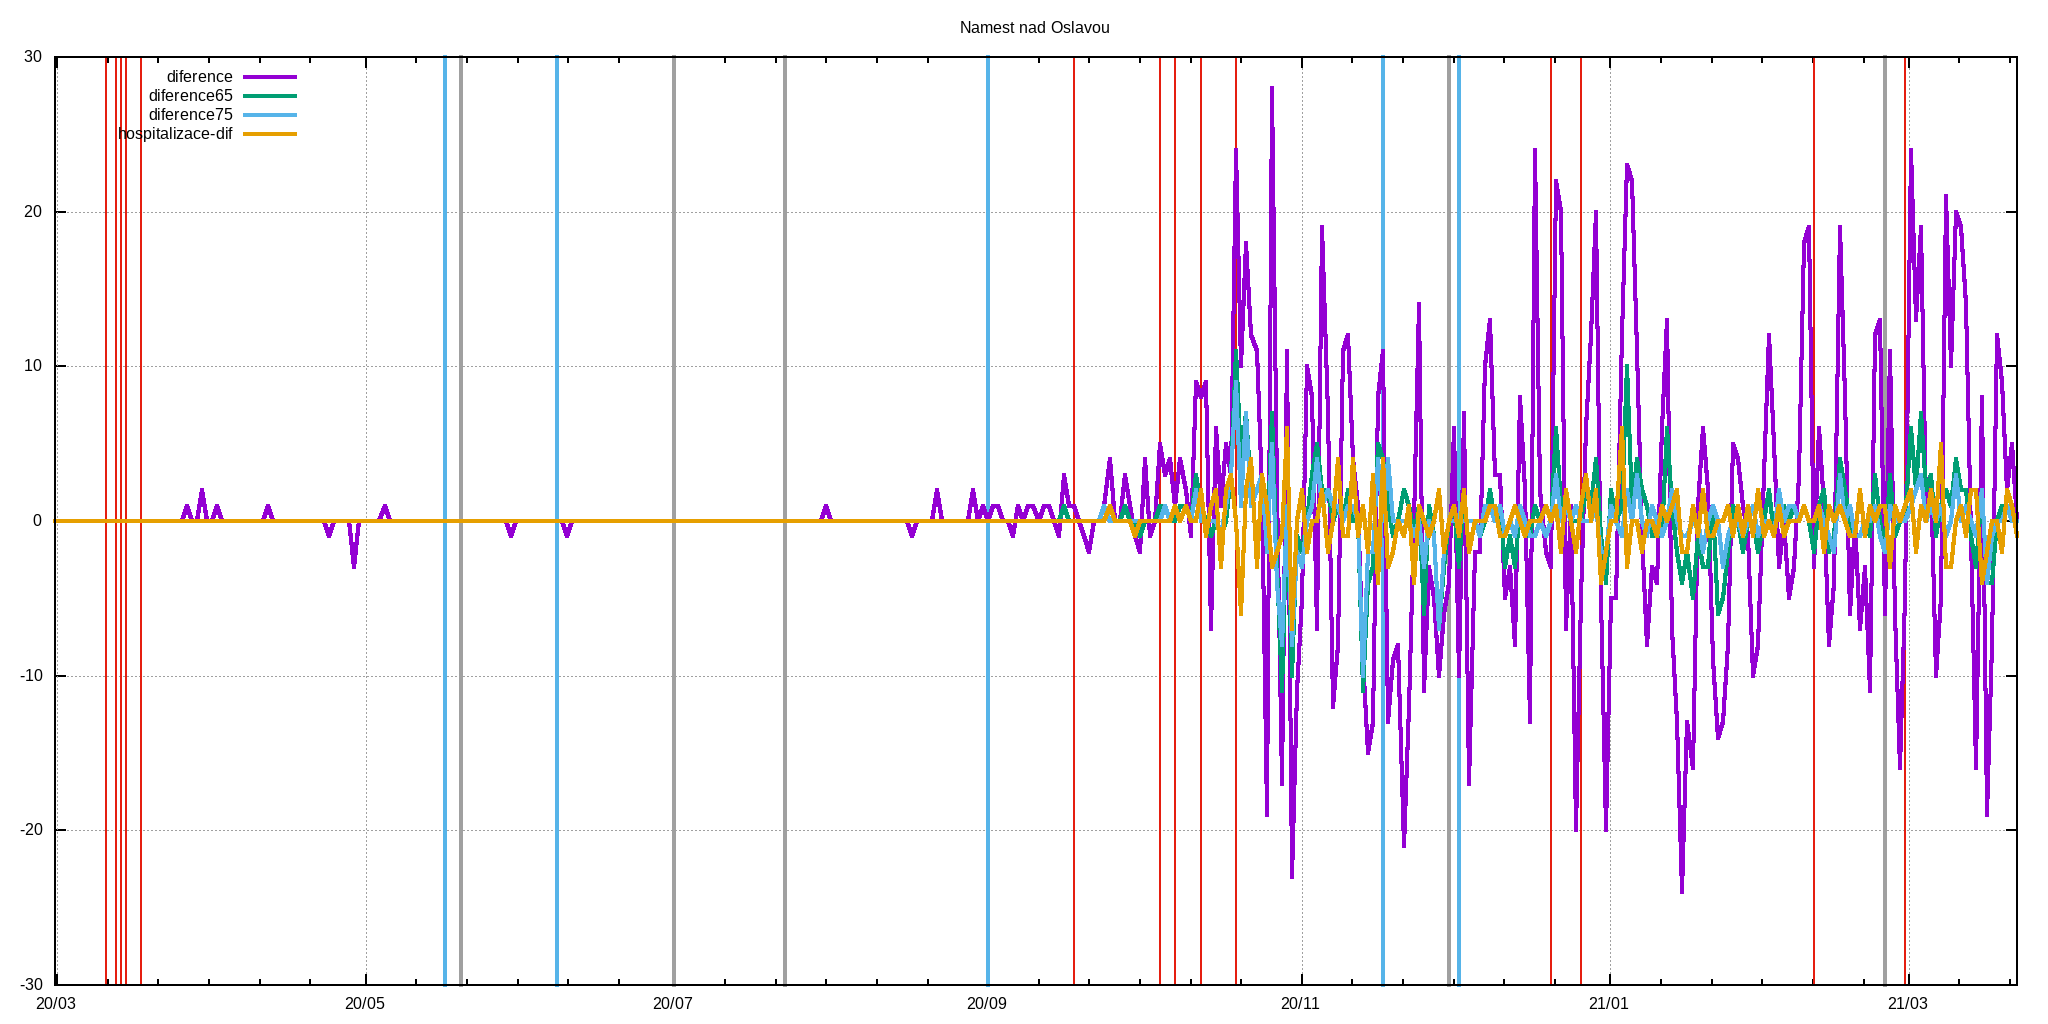 Namest nad Oslavou
30
20
10
0
-10
-20
-30
diference
diference65
diference75
hospitalizace-dif
20/03
20/05
20/07
20/09
20/11
21/01
21/03